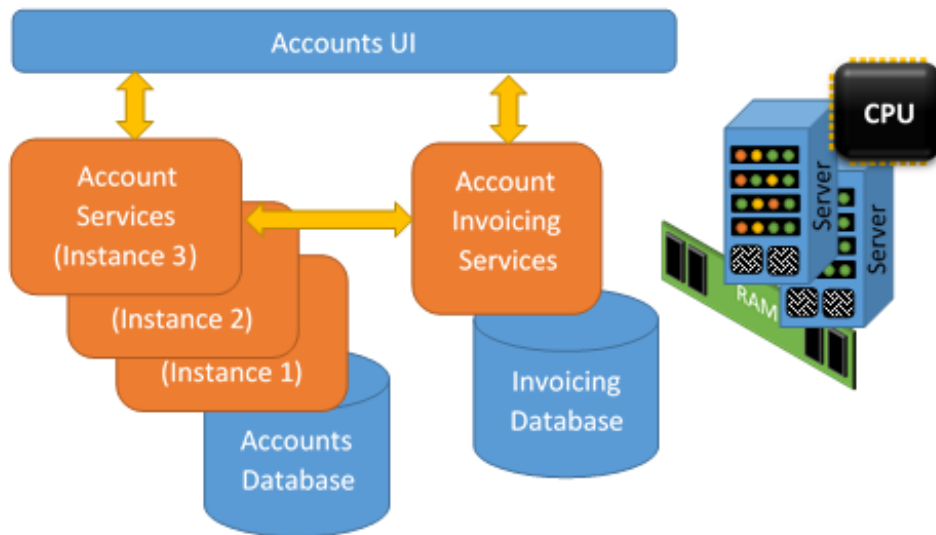 Accounts UI
Account
Services
(Instance 3)
(Instance 2)
(Instance 1)
Accounts
Database
Account
Invoicing
Services
Invoicing
Database
CPU
Server
Server
RAM